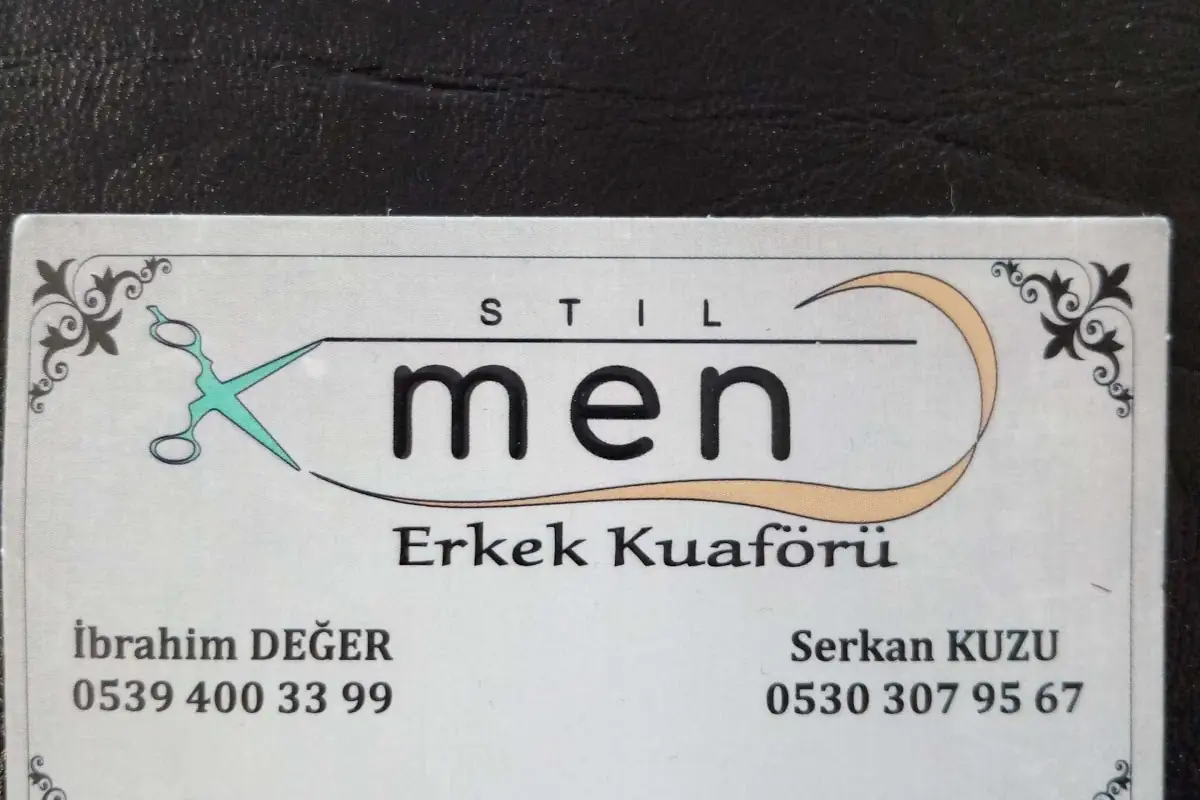 STIL
men
Erkek Kuaförü
İbrahim DEĞER
0539 400 33 99
Serkan KUZU
0530 307 95 67